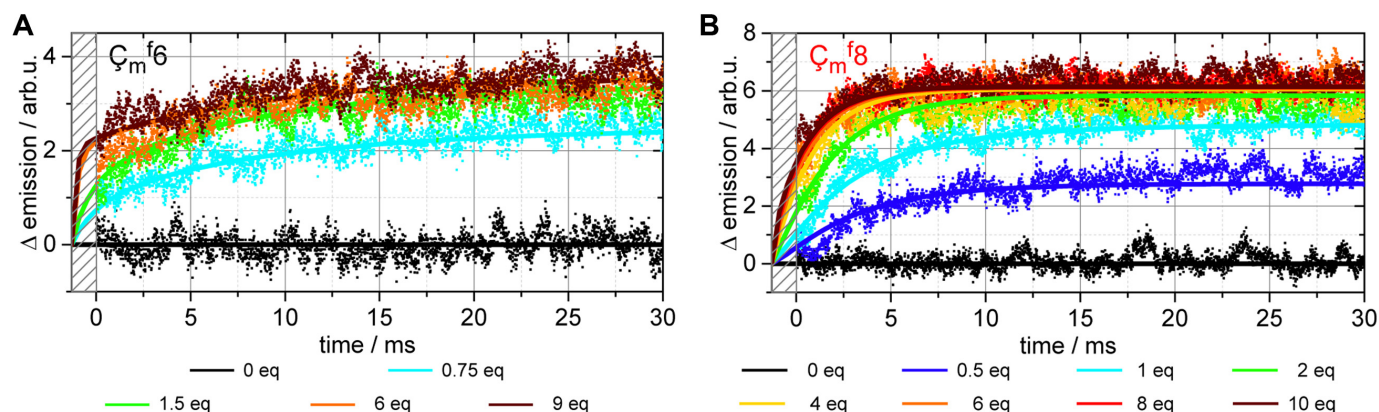 A
Çmf6
Δ emission / arb.u.
4
2
0
0 5 10 15 20 25 30
time / ms
0 eq 0.75 eq
1.5 eq 6 eq 9 eq
B
Çmf8
Δ emission / arb.u.
8
6
4
2
0
0 5 10 15 20 25 30
time / ms
0 eq 0.5 eq 1 eq 2 eq
4 eq 6 eq 8 eq 10 eq